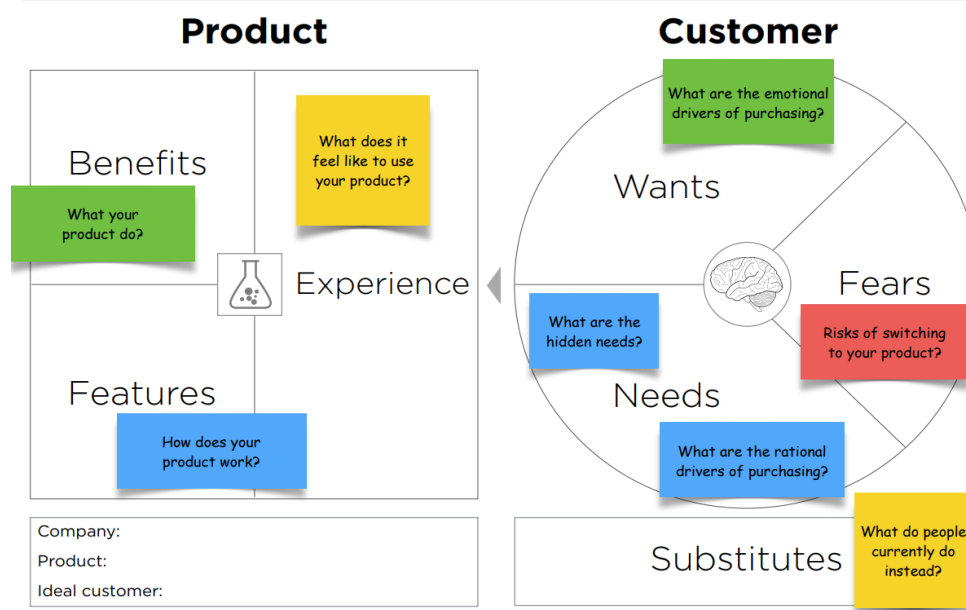 Product
Benefits
What your
product do?
What does it
feel like to use
your product?
Experience
Features
How does your
product work?
Company:
Product:
Ideal customer:
Customer
What are the emotional
drivers of purchasing?
Wants
Fears
Risks of switching
to your product?
What are the
hidden needs?
Needs
What are the rational
drivers of purchasing?
Substitutes
What do people
currently do
instead?